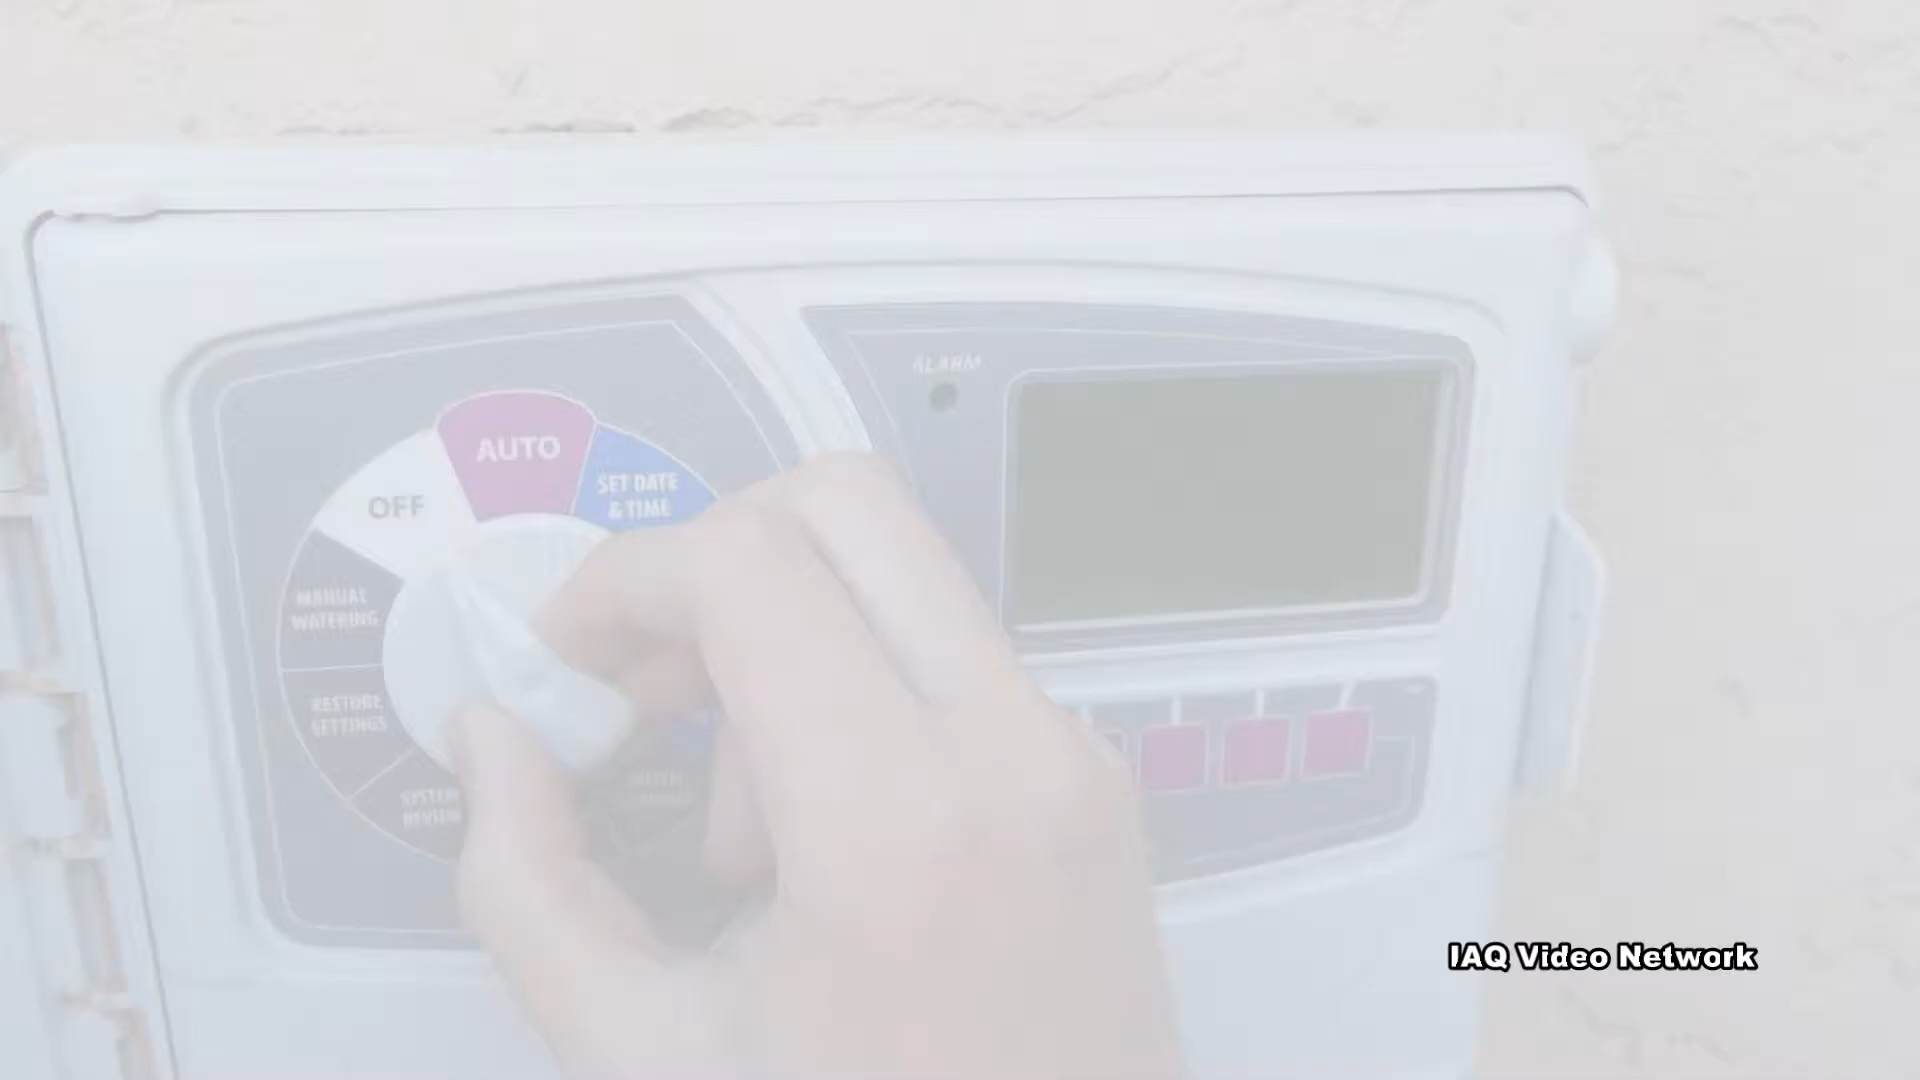 ALARM
AUTO
SET DATE
& TIME
OFF
MANUAL
WATERING
RESTORE
SETTINGS
SYSTEM
REVIEW
IAQ Video Network